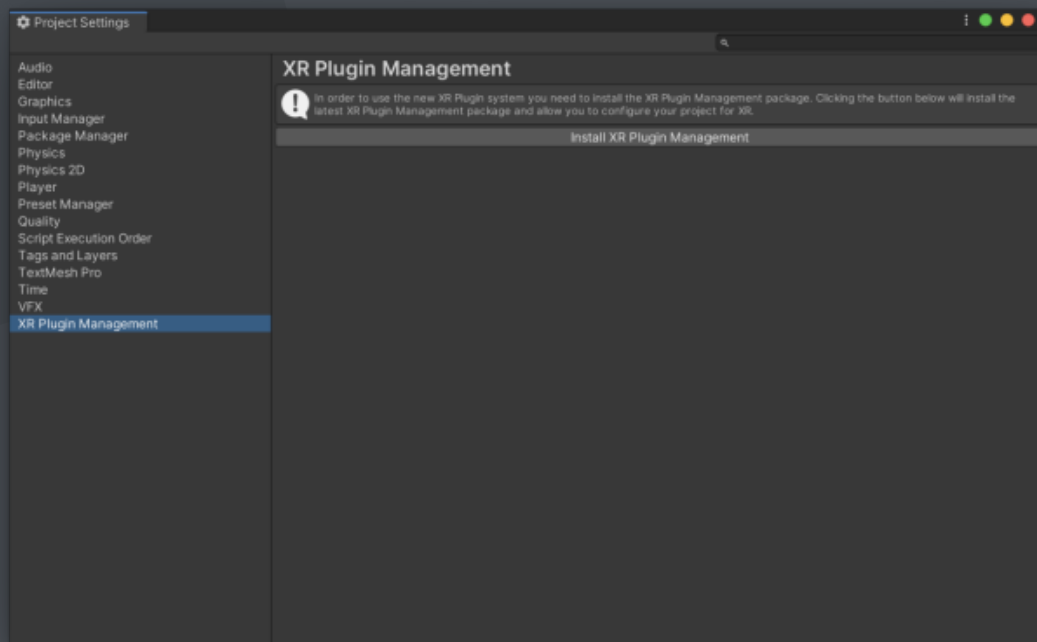 Project Settings
Audio
Editor
Graphics
Input Manager
Package Manager
Physics
Physics 2D
Player
Preset Manager
Quality
Script Execution Order
Tags and Layers
TextMesh Pro
Time
VFX
XR Plugin Management
XR Plugin Management
In order to use the new XR Plugin system you need to install the XR Plugin Management package. Clicking the button below will install the
latest XR Plugin Management package and allow you to configure your project for XR.
Install XR Plugin Management